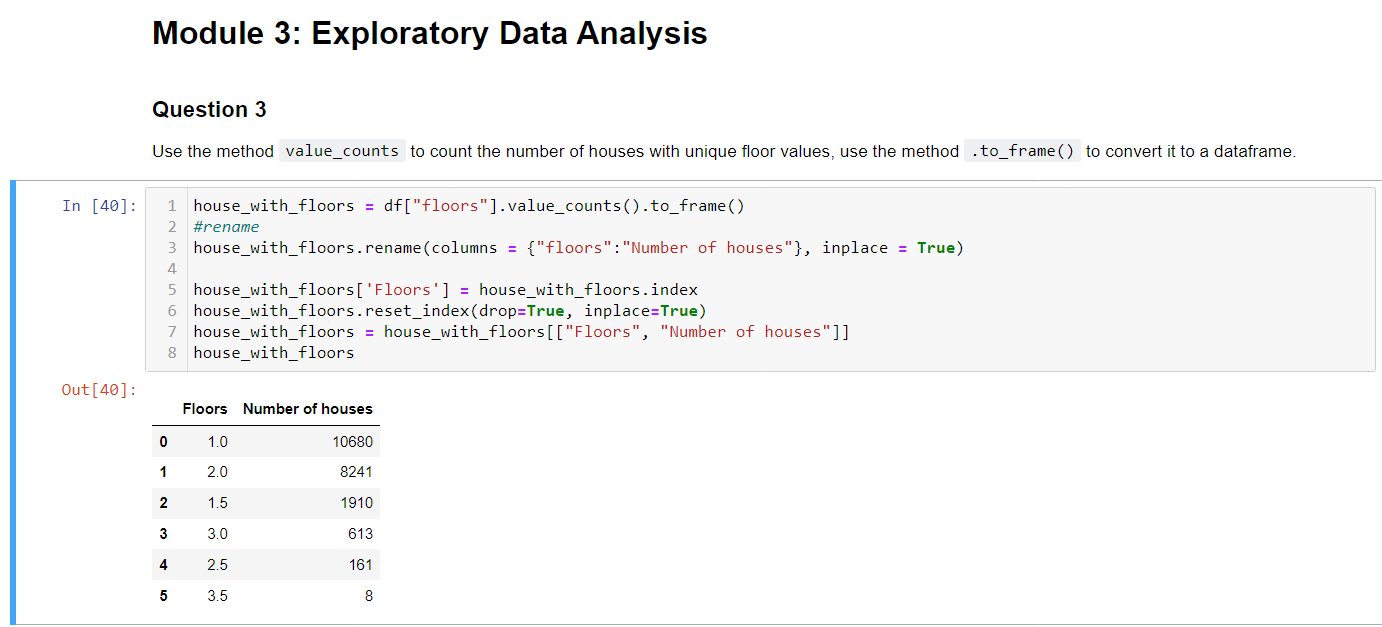 Module 3: Exploratory Data Analysis
Question 3
Use the method value_counts to count the number of houses with unique floor values, use the method .to_frame() to convert it to a dataframe.
In [40]:
1 house_with_floors = df["floors"].value_counts().to_frame()
2 #rename
3 house_with_floors.rename(columns = {"floors":"Number of houses"}, inplace = True)
4
5 house_with_floors['Floors'] = house_with_floors.index
6 house_with_floors.reset_index(drop=True, inplace=True)
7 house_with_floors = house_with_floors[["Floors", "Number of houses"]]
8 house_with_floors
Out[40]:
Floors Number of houses
0 1.0 10680
1 2.0 8241
2 1.5 1910
3 3.0 613
4 2.5 161
5 3.5 8